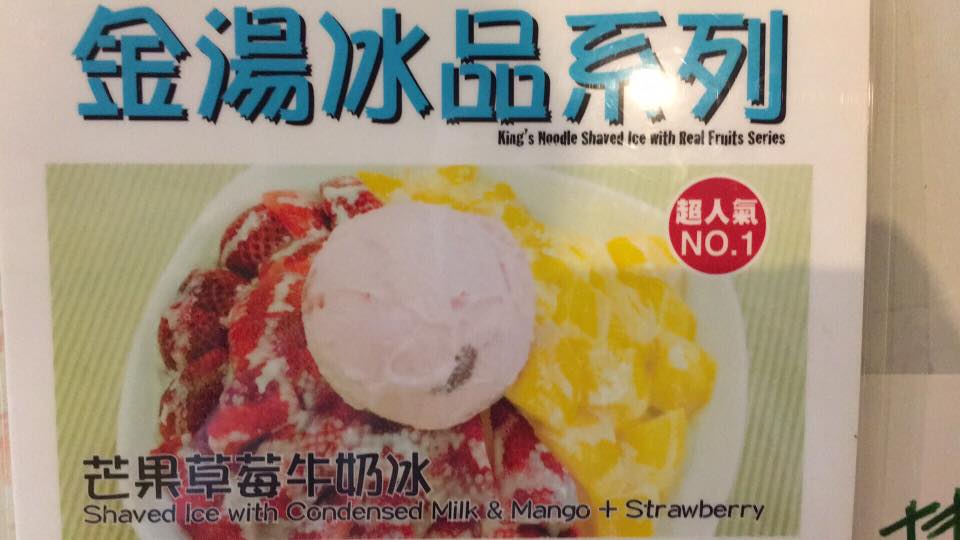 金湯冰品系列
King's Noodle Shaved Ice with Real Fruits Series
超人氣
NO.1
芒果草莓牛奶冰
Shaved Ice with Condensed Milk & Mango + Strawberry